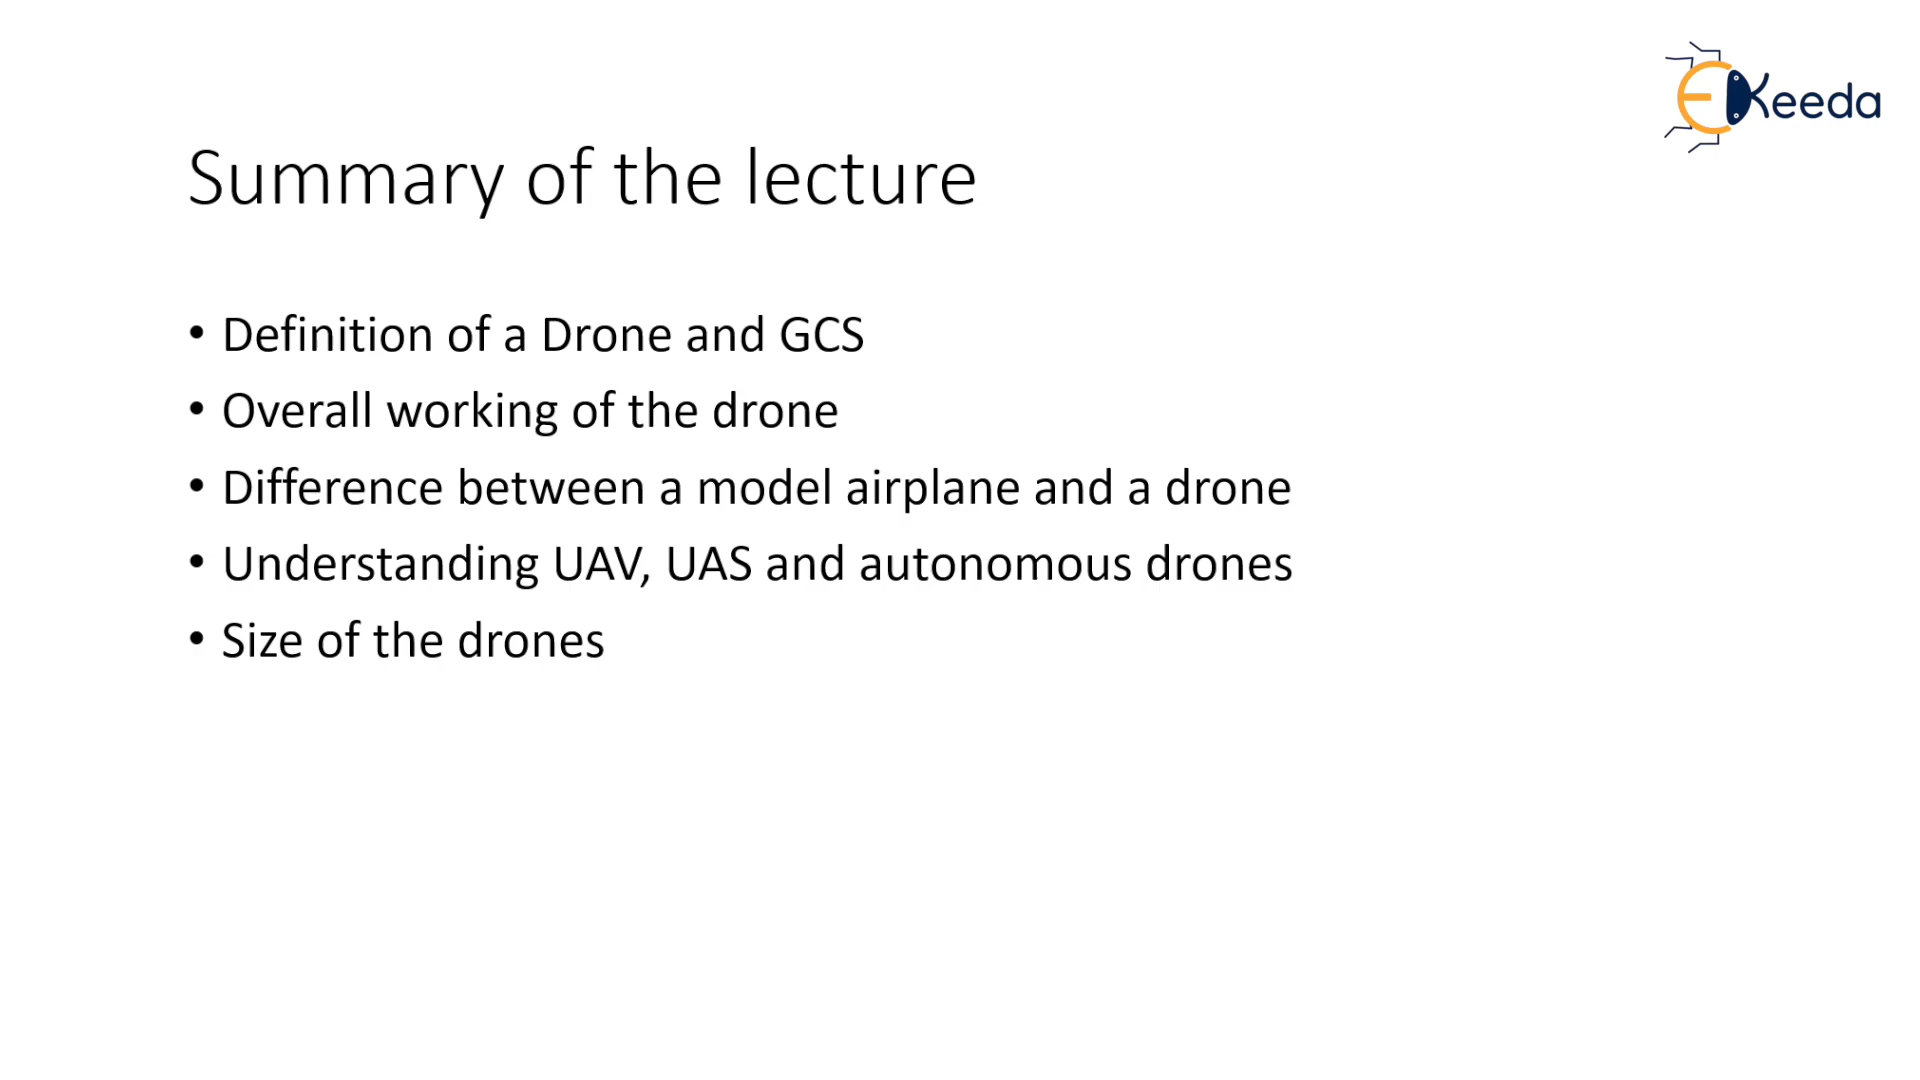 EKeeda
Summary of the lecture
• Definition of a Drone and GCS
• Overall working of the drone
• Difference between a model airplane and a drone
• Understanding UAV, UAS and autonomous drones
• Size of the drones